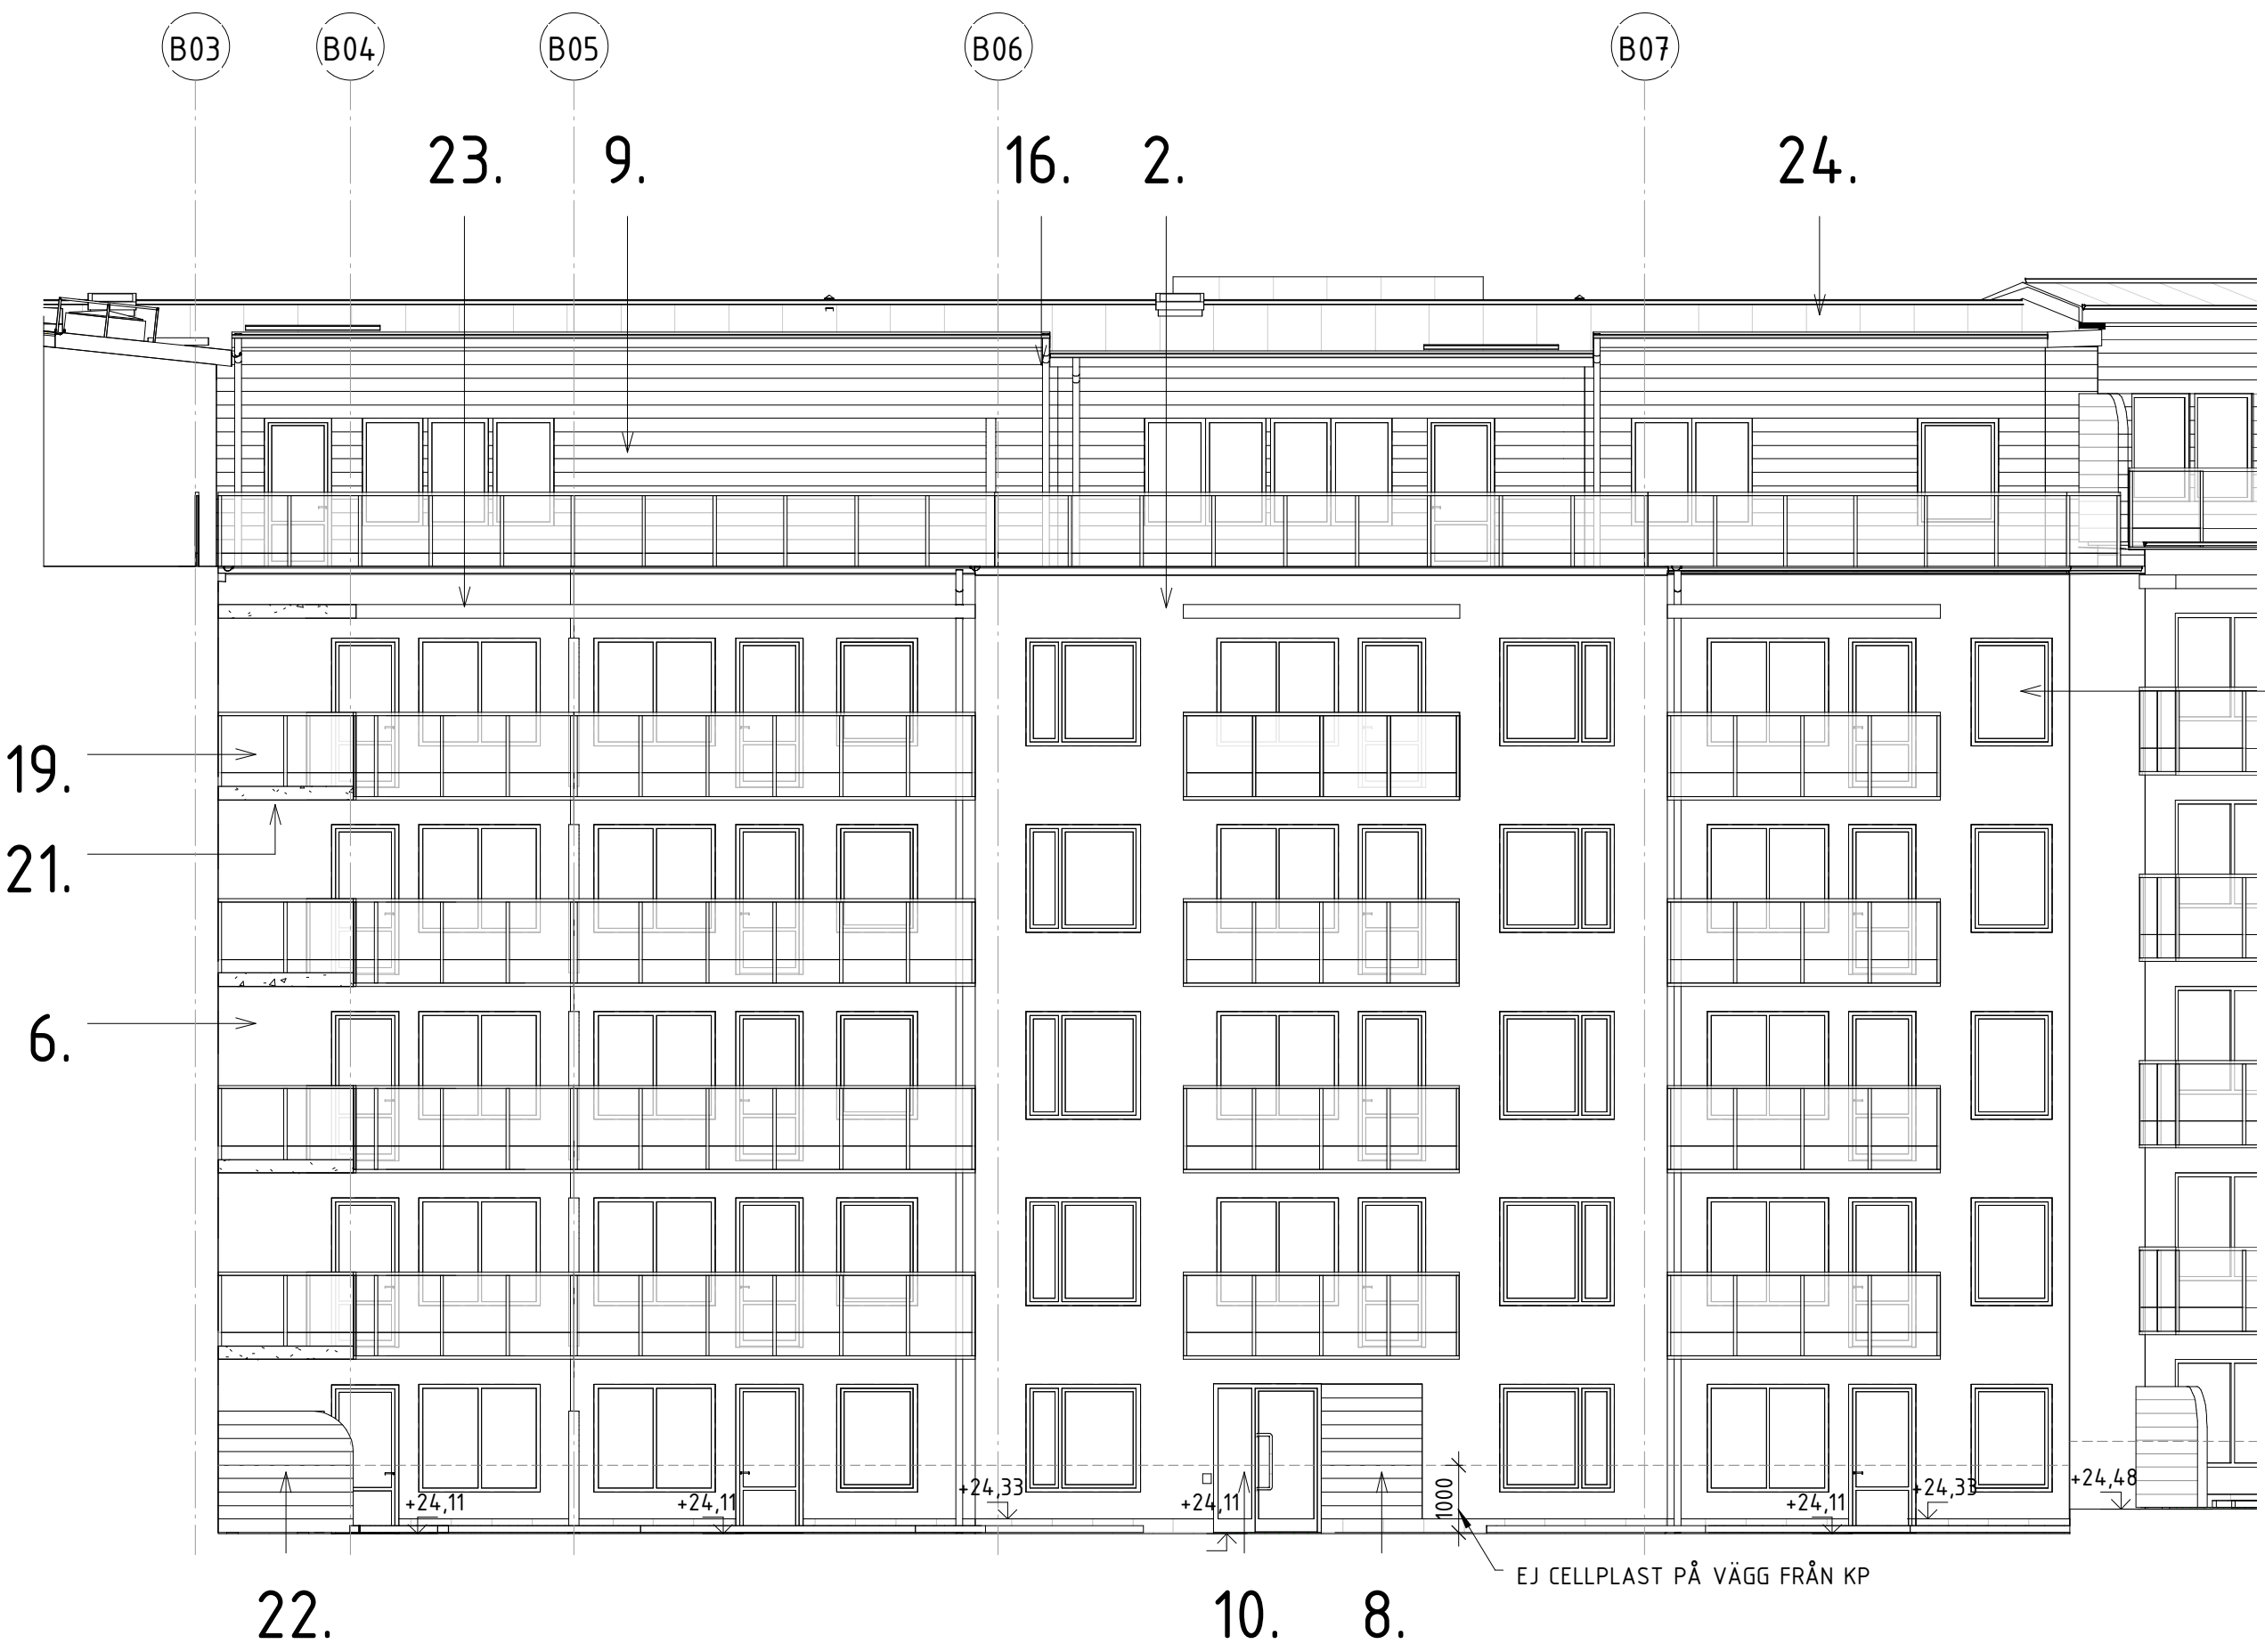 B03 B04 B05 B06 B07
23. 9. 16. 2. 24.
19.
21.
6.
+24,11 +24,11 +24,33 +24,11 1000 +24,11 +24,33 +24,48
EJ CELLPLAST PÅ VÄGG FRÅN KP
22. 10. 8.